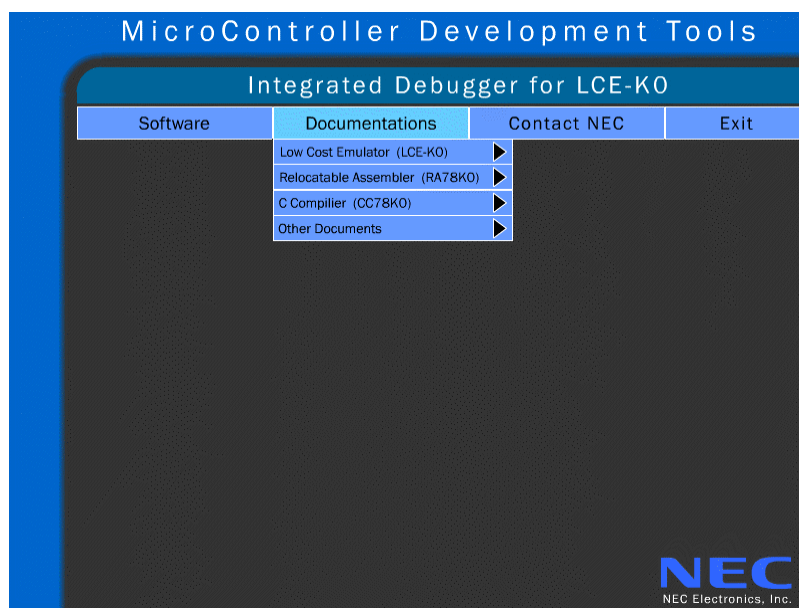 MicroController Development Tools
Integrated Debugger for LCE-K0
Software Documentations Contact NEC Exit
Low Cost Emulator (LCE-K0)
Relocatable Assembler (RA78K0)
C Compilier (CC78K0)
Other Documents
NEC
NEC Electronics, Inc.